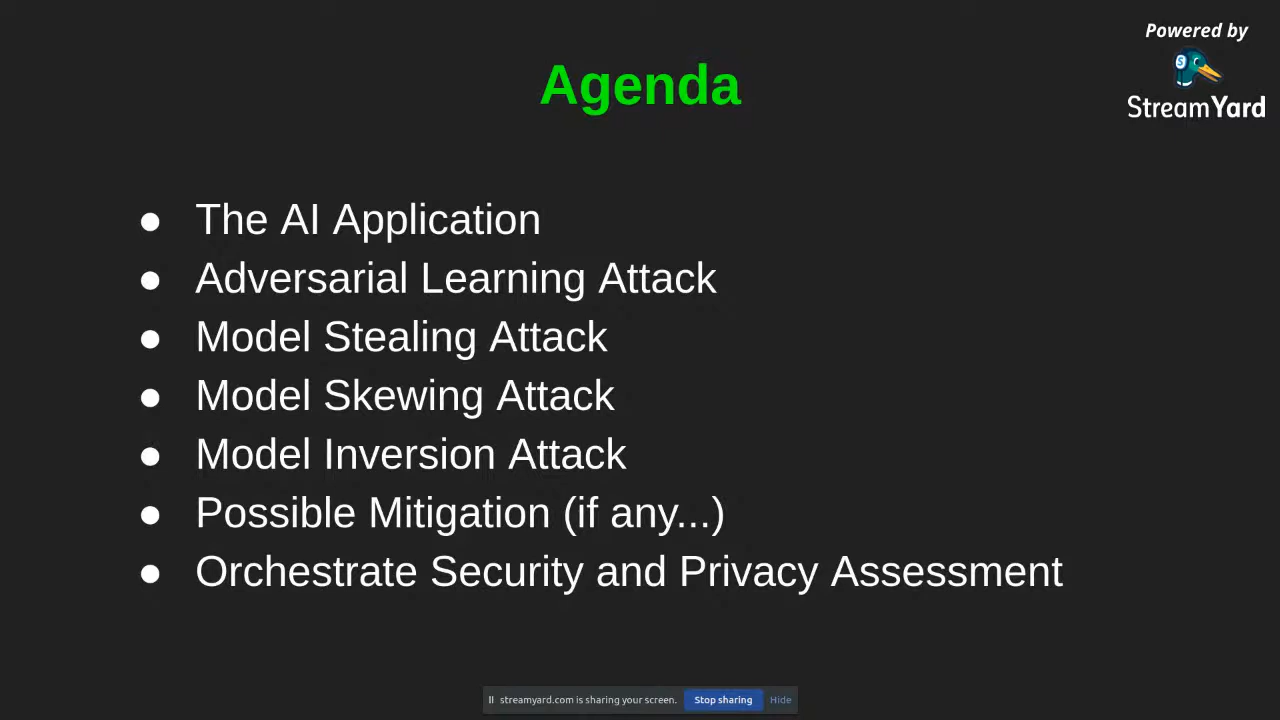 Powered by
StreamYard
Agenda
● The AI Application
● Adversarial Learning Attack
● Model Stealing Attack
● Model Skewing Attack
● Model Inversion Attack
● Possible Mitigation (if any...)
● Orchestrate Security and Privacy Assessment
streamyard.com is sharing your screen. Stop sharing Hide